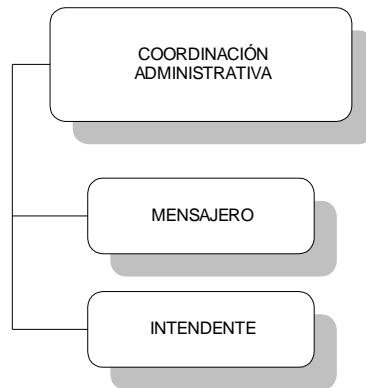 COORDINACIÓN
ADMINISTRATIVA
MENSAJERO
INTENDENTE